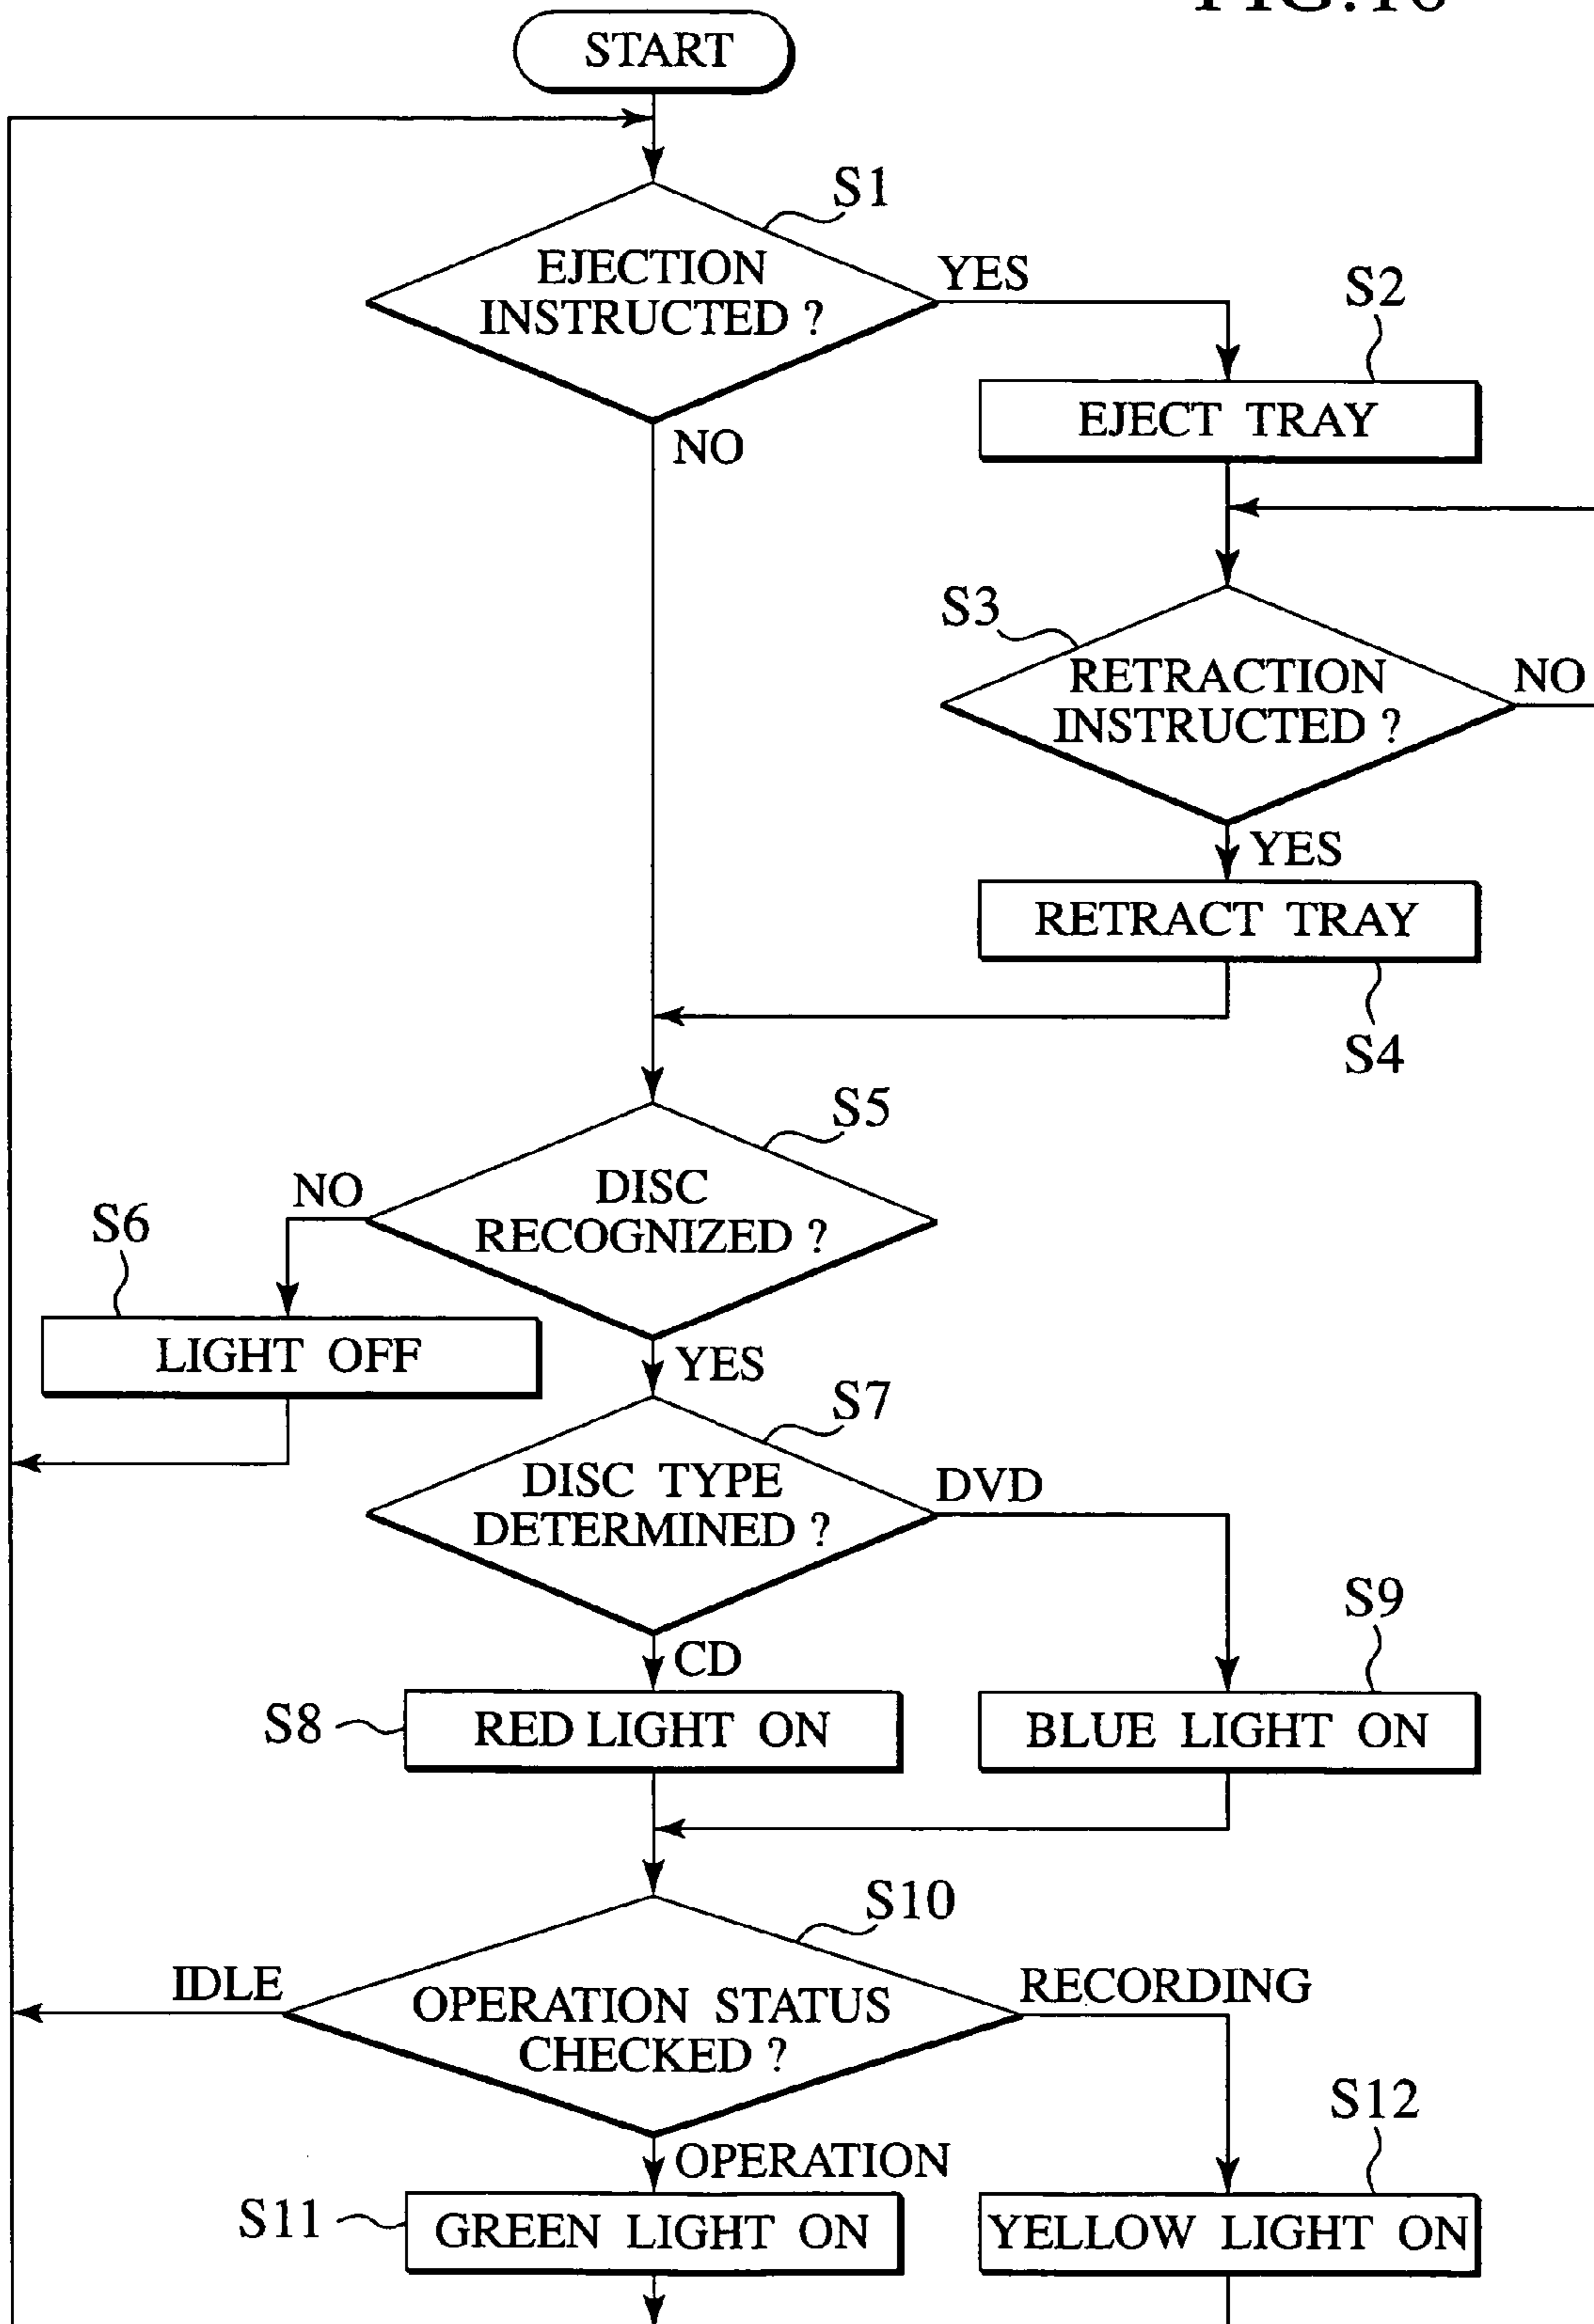 FIG.16
START
S1
EJECTION
INSTRUCTED ?
YES
S2
EJECT TRAY
NO
S3
RETRACTION
INSTRUCTED ?
NO
YES
RETRACT TRAY
S4
S5
DISC
RECOGNIZED ?
NO
S6
LIGHT OFF
YES
S7
DISC TYPE
DETERMINED ?
DVD
S9
CD
S8
RED LIGHT ON
BLUE LIGHT ON
S10
IDLE
OPERATION STATUS
CHECKED ?
RECORDING
S12
OPERATION
S11
GREEN LIGHT ON
YELLOW LIGHT ON